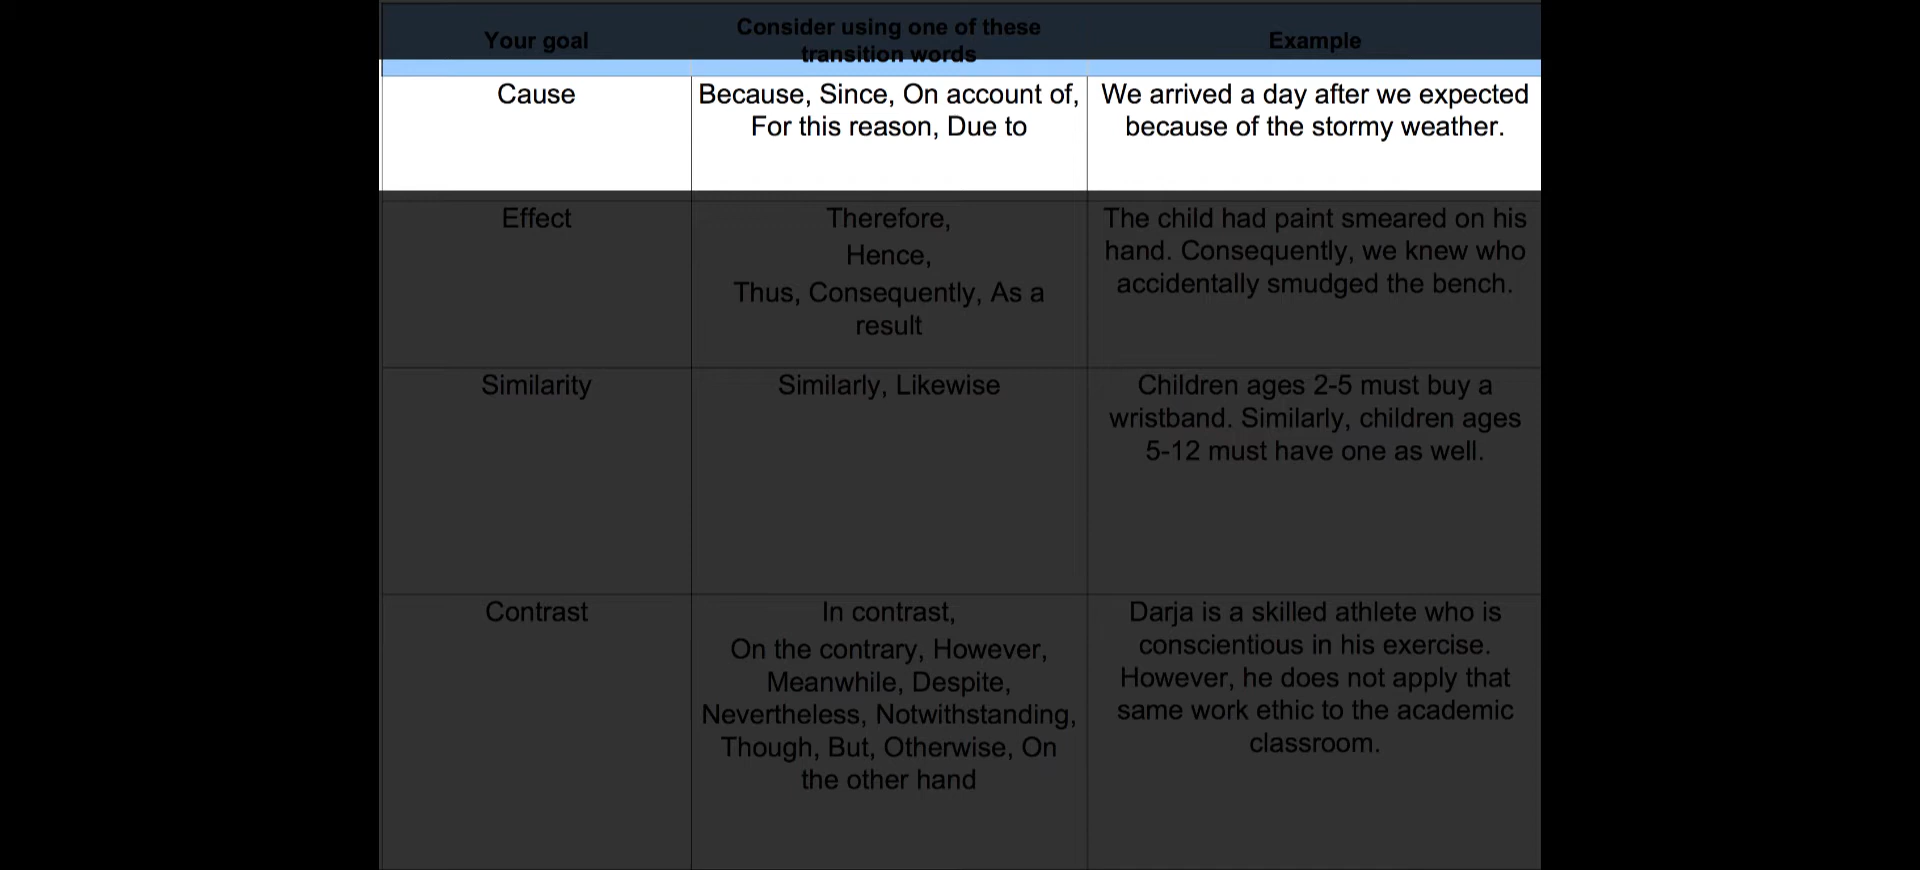 Your goal
Consider using one of these
transition words
Example
Cause
Because, Since, On account of,
For this reason, Due to
We arrived a day after we expected
because of the stormy weather.
Effect
Therefore,
Hence,
Thus, Consequently, As a
result
The child had paint smeared on his
hand. Consequently, we knew who
accidentally smudged the bench.
Similarity
Similarly, Likewise
Children ages 2-5 must buy a
wristband. Similarly, children ages
5-12 must have one as well.
Contrast
In contrast,
On the contrary, However,
Meanwhile, Despite,
Nevertheless, Notwithstanding,
Though, But, Otherwise, On
the other hand
Darja is a skilled athlete who is
conscientious in his exercise.
However, he does not apply that
same work ethic to the academic
classroom.